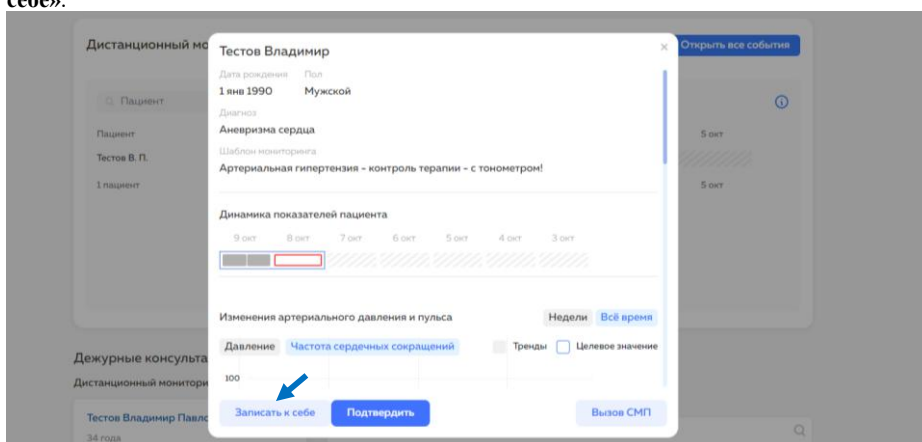 себе».
Дистанционный мо
Открыть все события
Тестов Владимир
Дата рождения Пол
1 янв 1990 Мужской
Диагноз
Аневризма сердца
Шаблон мониторинга
Артериальная гипертензия - контроль терапии - с тонометром!
Пациент
Пациент 5 окт
Тестов В. П.
1 пациент 5 окт
Динамика показателей пациента
9 окт 8 окт 7 окт 6 окт 5 окт 4 окт 3 окт
Изменения артериального давления и пульса Недели Всё время
Давление Частота сердечных сокращений Тренды Целевое значение
100
Записать к себе Подтвердить Вызов СМП
Дежурные консульта
Дистанционный монитори
Тестов Владимир Павло
34 года